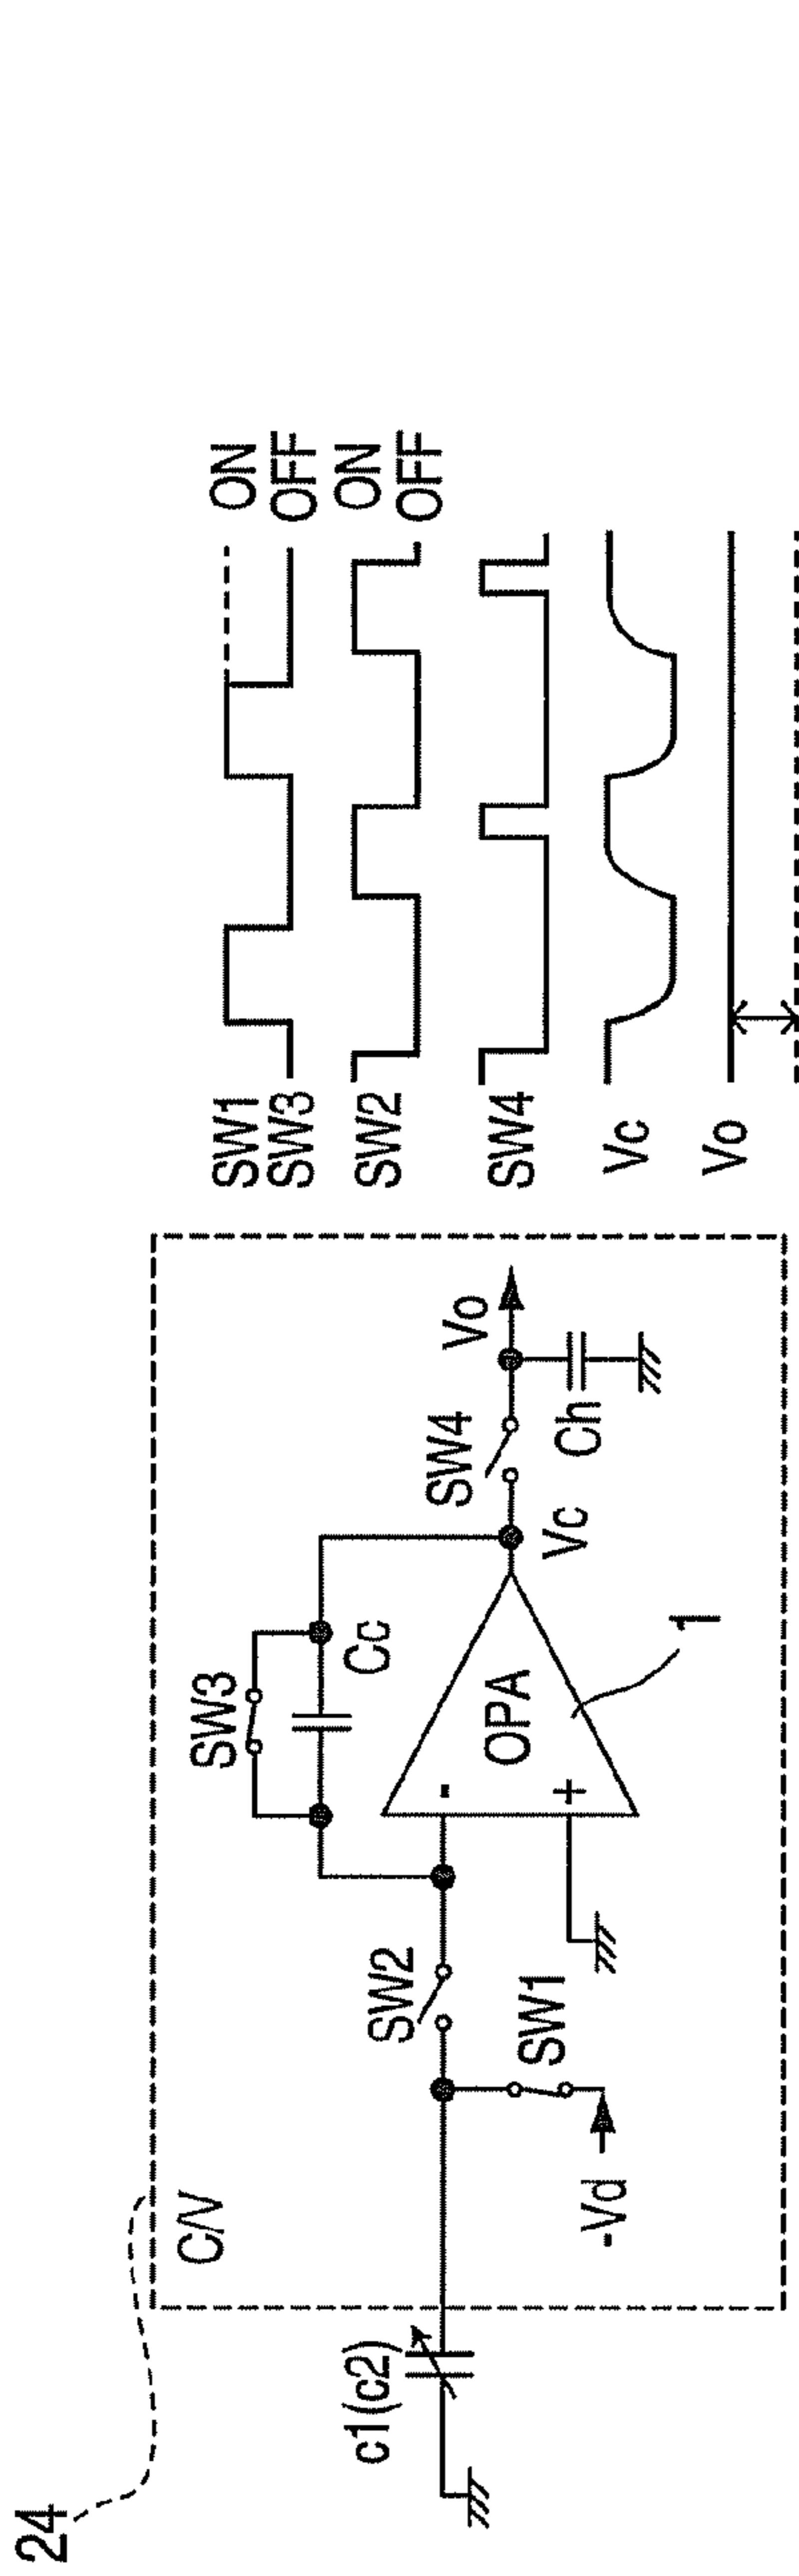 24
C/V
c1(c2)
SW3
Cc
SW2
SW1
-Vd
OPA
-
+
1
SW4
Vc
Vo
Ch
SW1
SW3
ON
OFF
SW2
ON
OFF
SW4
Vc
Vo